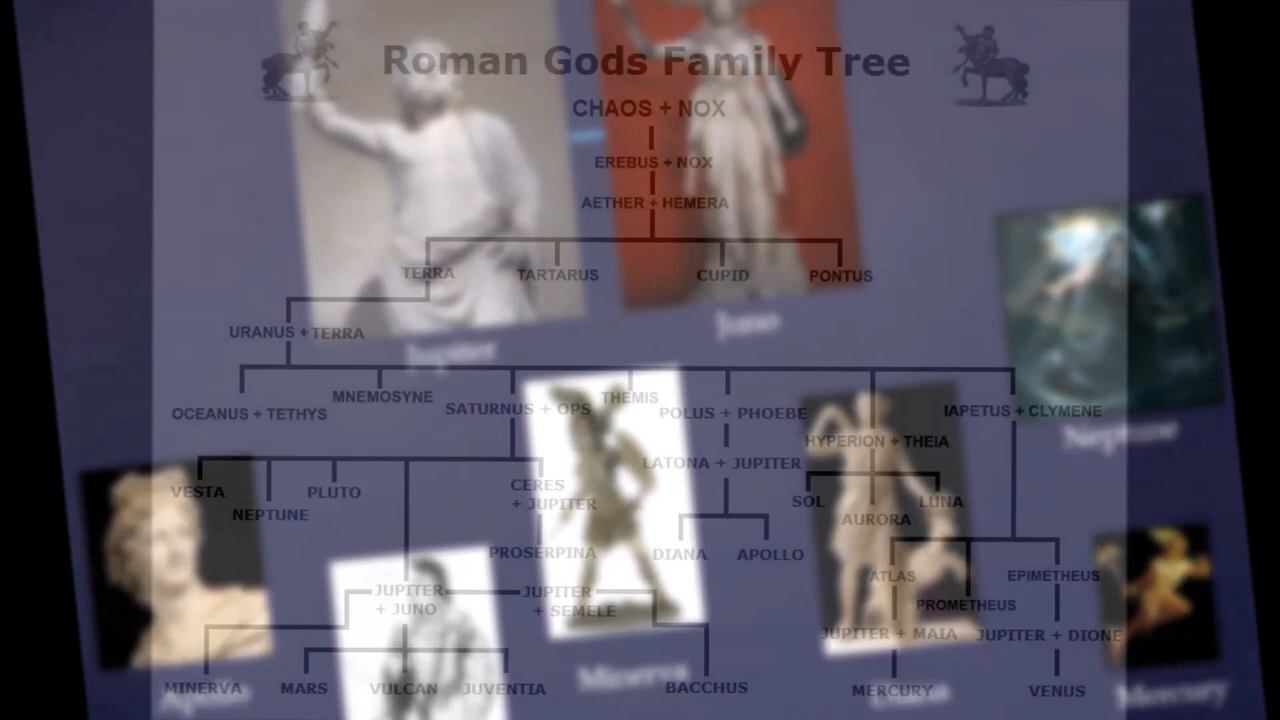 Roman Gods Family Tree
CHAOS + NOX
EREBUS + NOX
AETHER + HEMERA
TERRA TARTARUS CUPID PONTUS
Juno
URANUS + TERRA
Jupiter
OCEANUS + TETHYS MNEMOSYNE SATURNUS + OPS THEMIS POLUS + PHOEBE IAPETUS + CLYMENE
Neptune
HYPERION + THEIA
LATONA + JUPITER
VESTA NEPTUNE PLUTO CERES + JUPITER SOL AURORA LUNA
PROSERPINA DIANA APOLLO
ATLAS PROMETHEUS EPIMETHEUS
JUPITER + JUNO JUPITER + SEMELE
JUPITER + MAIA JUPITER + DIONE
Minerva
MINERVA MARS VULCAN JUVENTIA BACCHUS MERCURY VENUS
Apollo Diana Mercury